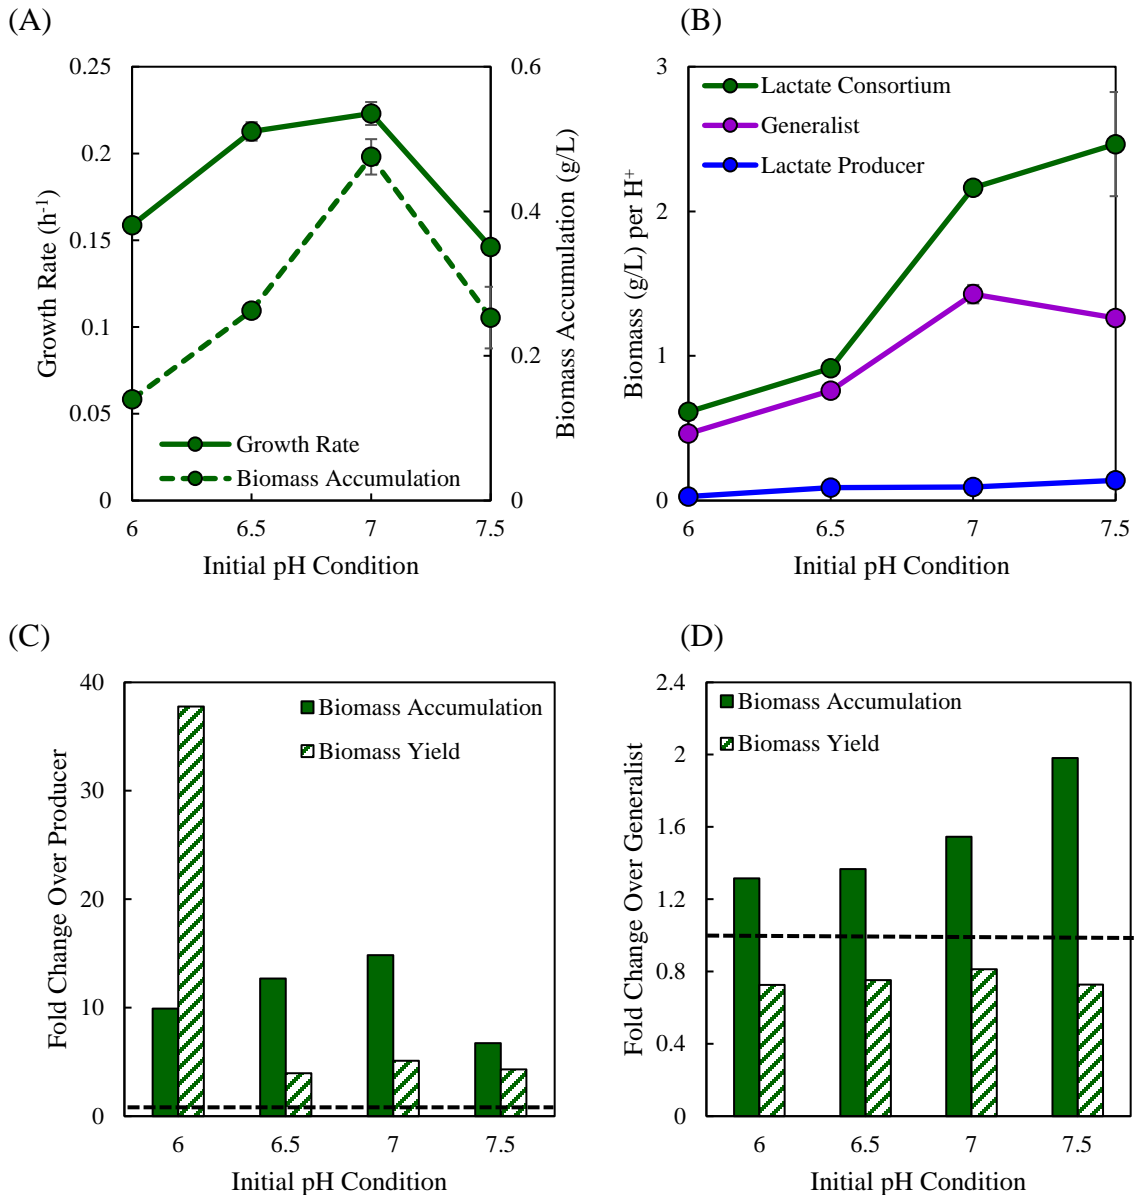 (A)
0.25
0.2
0.15
0.1
0.05
0
0.6
0.4
0.2
0
Growth Rate (h⁻¹)
Biomass Accumulation (g/L)
Growth Rate
Biomass Accumulation
6 6.5 7 7.5
Initial pH Condition
(B)
3
2
1
0
Biomass (g/L) per H⁺
Lactate Consortium
Generalist
Lactate Producer
6 6.5 7 7.5
Initial pH Condition
(C)
40
30
20
10
0
Fold Change Over Producer
Biomass Accumulation
Biomass Yield
6 6.5 7 7.5
Initial pH Condition
(D)
2.4
2
1.6
1.2
0.8
0.4
0
Fold Change Over Generalist
Biomass Accumulation
Biomass Yield
6 6.5 7 7.5
Initial pH Condition